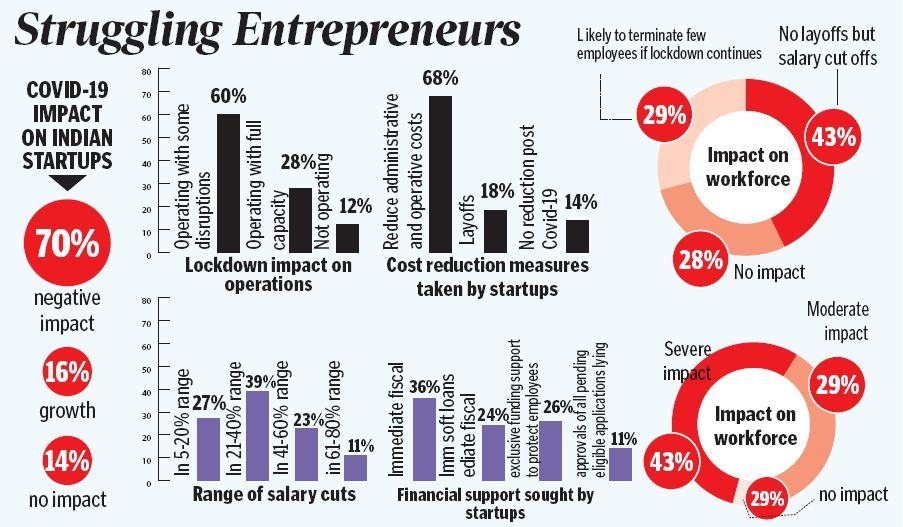 Struggling Entrepreneurs
COVID-19
IMPACT
ON INDIAN
STARTUPS
70%
negative
impact
16%
growth
14%
no impact
80
70
60
50
40
30
20
10
0
Operating with some
disruptions
60%
Operating with full
capacity
28%
Not operating
12%
Lockdown impact on
operations
Reduce administrative
and operative costs
68%
Layoffs
18%
No reduction post
Covid-19
14%
Cost reduction measures
taken by startups
Likely to terminate few
employees if lockdown continues
29%
No layoffs but
salary cut offs
43%
28%
No impact
Impact on
workforce
80
70
60
50
40
30
20
10
0
In 5-20% range
27%
In 21-40% range
39%
In 41-60% range
23%
in 61-80% range
11%
Range of salary cuts
Immediate fiscal
36%
Imm soft loans
ediate fiscal
24%
exclusive funding support
to protect employees
26%
approvals of all pending
eligible applications lying
11%
Financial support sought by
startups
Severe
impact
43%
Moderate
impact
29%
29%
no impact
Impact on
workforce